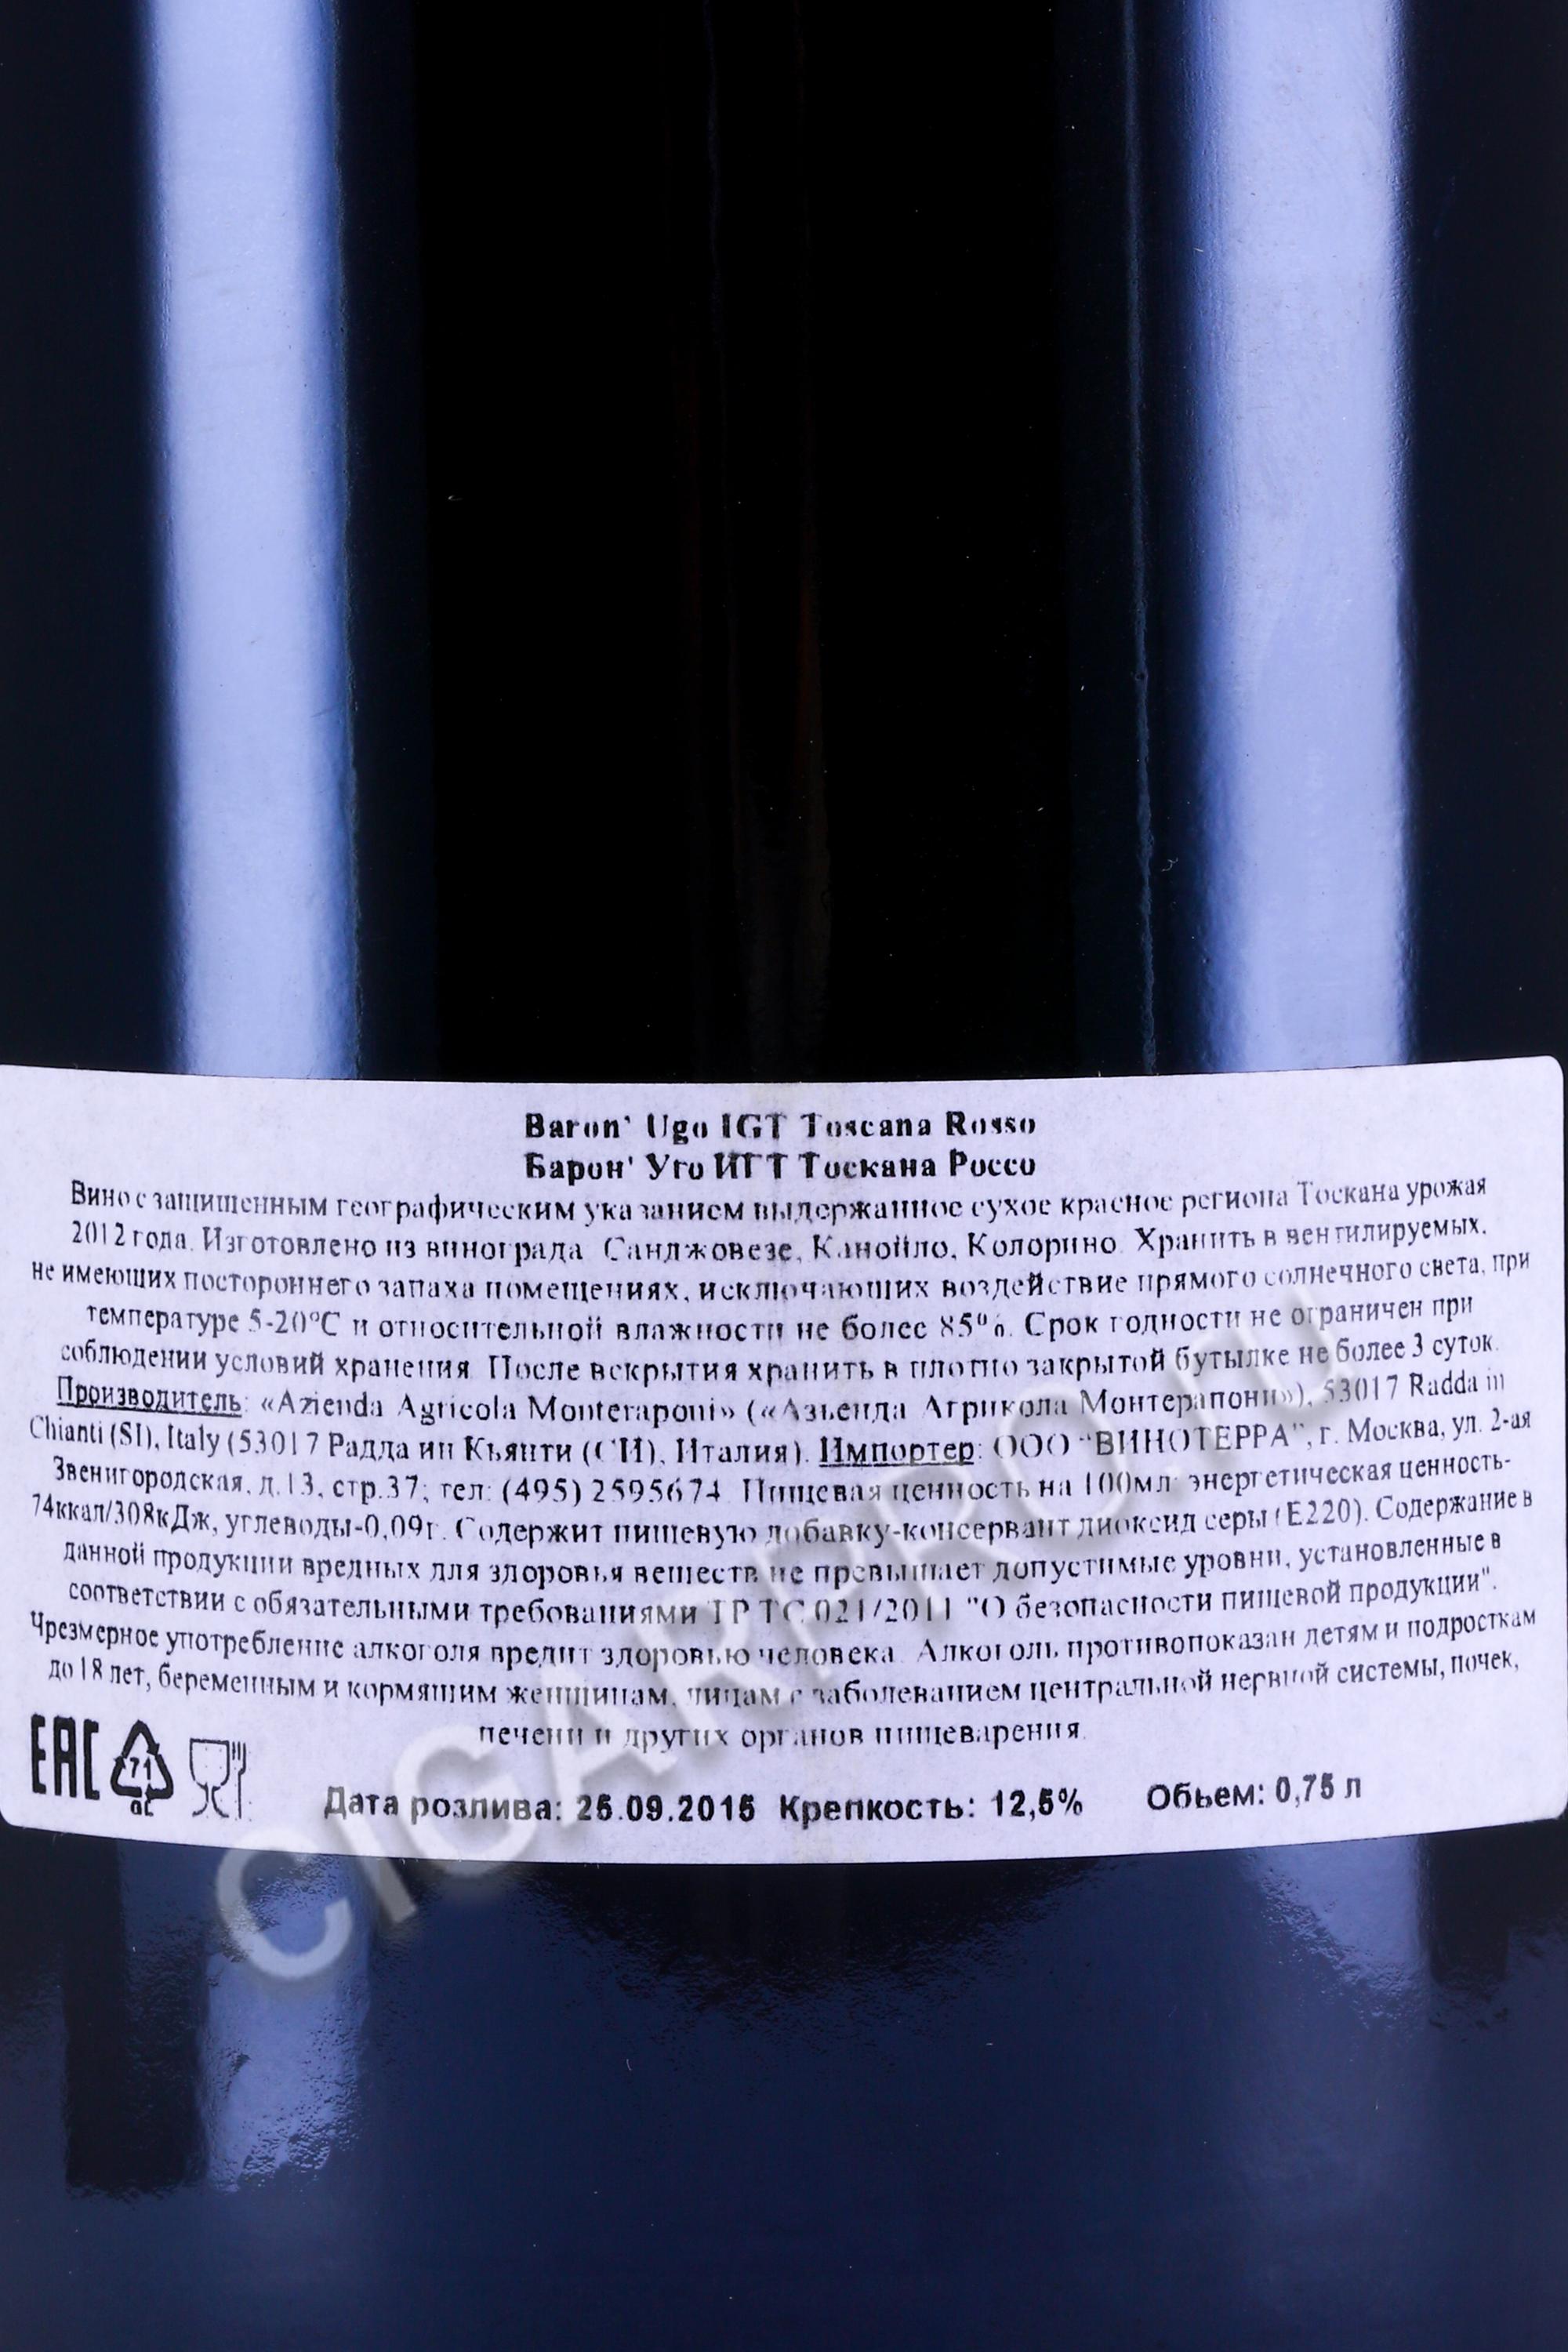 Baron' Ugo IGT Toscana Rosso
Барон' Уго ИГТ Тоскана Россо
Вино с защищенным географическим указанием выдержанное сухое красное региона Тоскана урожая
2012 года. Изготовлено из винограда: Санджовезе, Канойло, Колорино. Хранить в вентилируемых,
не имеющих постороннего запаха помещениях, исключающих воздействие прямого солнечного света, при
температуре 5-20°С и относительной влажности не более 85%. Срок годности не ограничен при
соблюдении условий хранения. После вскрытия хранить в плотно закрытой бутылке не более 3 суток.
Производитель: «Azienda Agricola Monteraponi» («Азьенда Агрикола Монтерапони»), 53017 Radda in
Chianti (SI), Italy (53017 Радда ин Кьянти (СИ), Италия). Импортер: ООО "ВИНОТЕРРА", г. Москва, ул. 2-ая
Звенигородская, д.13, стр.37; тел: (495) 2595674. Пищевая ценность на 100мл: энергетическая ценность-
74ккал/308кДж, углеводы-0,09г. Содержит пищевую добавку-консервант диоксид серы (Е220). Содержание в
данной продукции вредных для здоровья веществ не превышает допустимые уровни, установленные в
соответствии с обязательными требованиями ТР ТС 021/2011 "О безопасности пищевой продукции".
Чрезмерное употребление алкоголя вредит здоровью человека. Алкоголь противопоказан детям и подросткам
до 18 лет, беременным и кормящим женщинам, лицам с заболеванием центральной нервной системы, почек,
печени и других органов пищеварения.
EAC 71 GL
Дата розлива: 25.09.2015 Крепкость: 12,5% Обьем: 0,75 л
CIGARPRO.RU